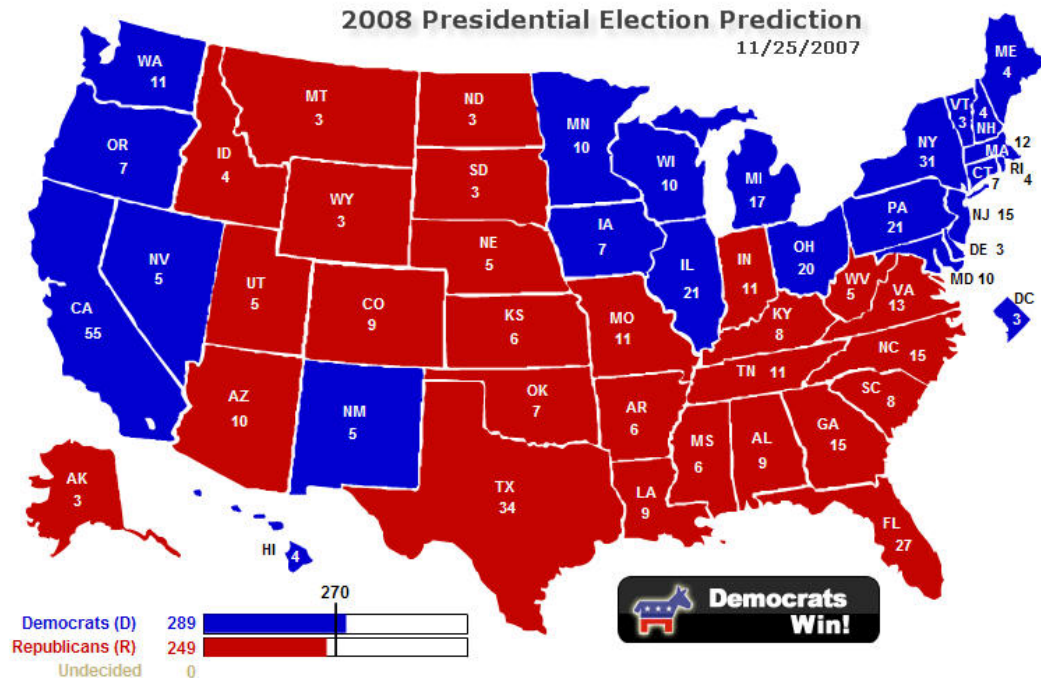 2008 Presidential Election Prediction
11/25/2007
WA
11
OR
7
CA
55
NV
5
ID
4
MT
3
WY
3
UT
5
AZ
10
CO
9
NM
5
ND
3
SD
3
NE
5
KS
6
OK
7
TX
34
MN
10
IA
7
MO
11
AR
6
LA
9
WI
10
IL
21
MI
17
IN
11
OH
20
KY
8
TN 11
MS
6
AL
9
GA
15
FL
27
SC
8
NC 15
VA
13
WV
5
PA
21
NY
31
VT
3
4
NH
ME
4
MA 12
RI
4
CT
7
NJ 15
DE 3
MD 10
DC
3
AK
3
HI
4
270
Democrats (D) 289
Republicans (R) 249
Undecided 0
Democrats
Win!